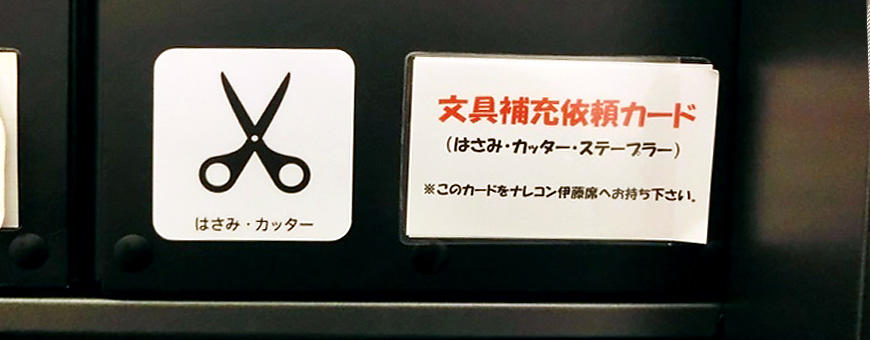 はさみ・カッター
文具補充依頼カード
(はさみ・カッター・ステープラー)
※このカードをナレコン伊藤席へお持ち下さい。